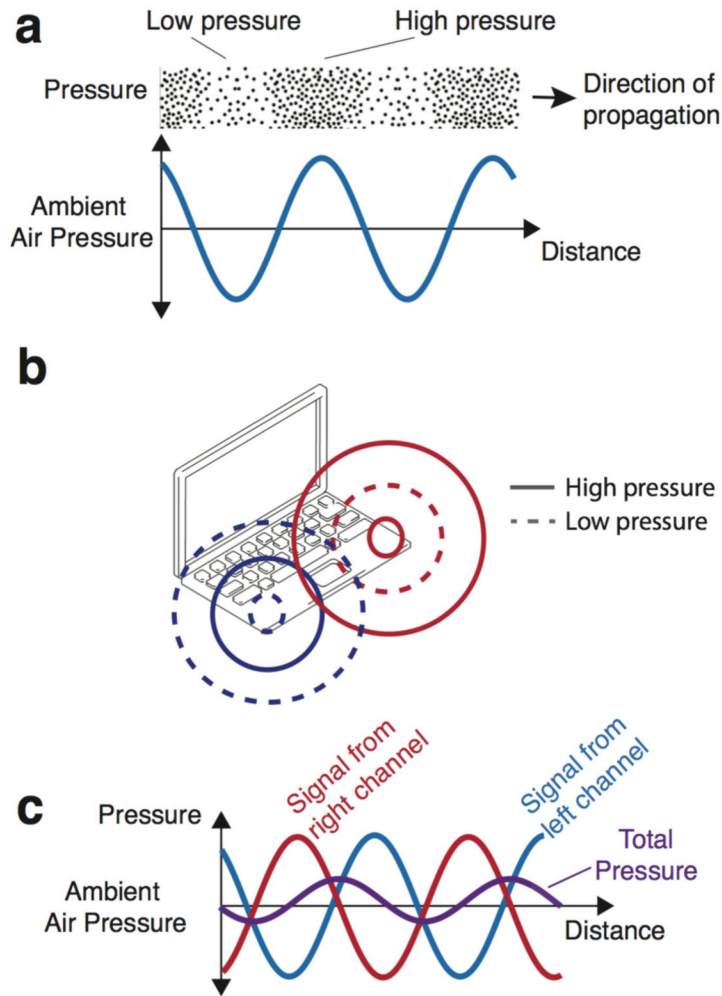 a
Low pressure
High pressure
Pressure
Direction of
propagation
Ambient
Air Pressure
Distance
b
High pressure
Low pressure
c
Pressure
Signal from
right channel
Signal from
left channel
Total
Pressure
Ambient
Air Pressure
Distance